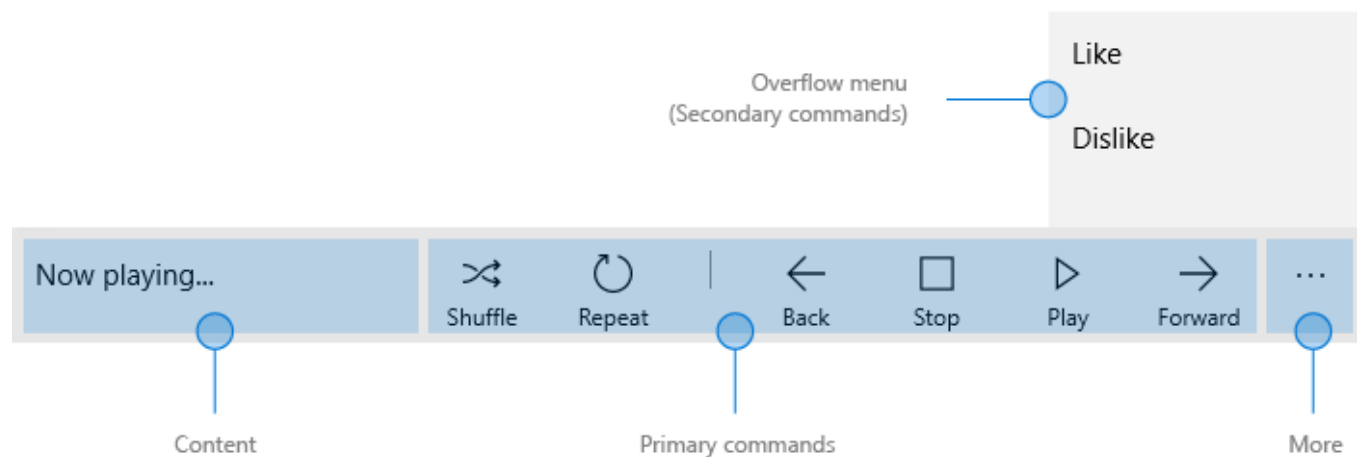 Like
Overflow menu
(Secondary commands)
Dislike
Now playing...
Shuffle
Repeat
Back
Stop
Play
Forward
...
Content
Primary commands
More